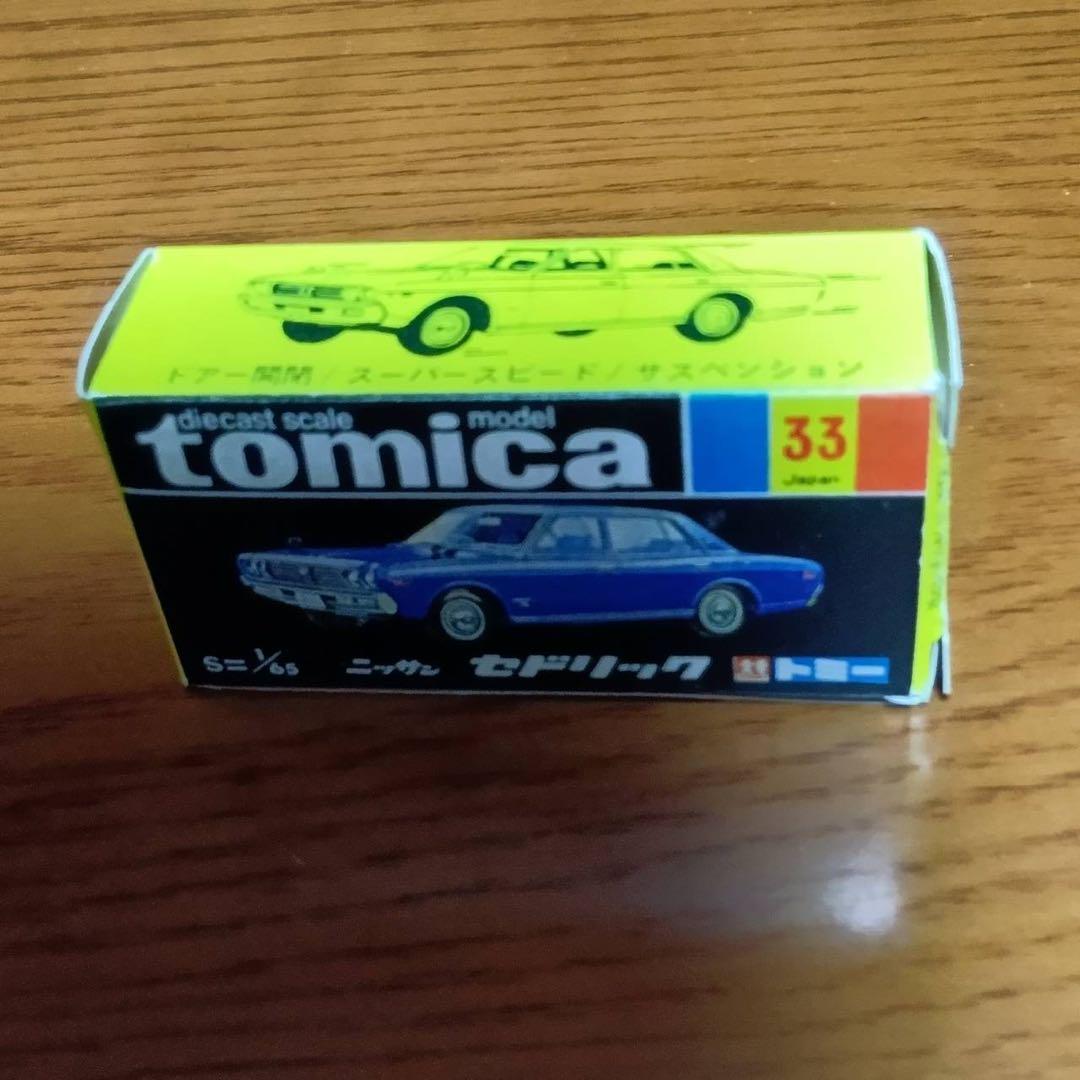 ドアー開閉/スーパースピード/サスペンション
diecast scale model
tomica
33
Japan
S=1/65
ニッサン セドリック
トミー